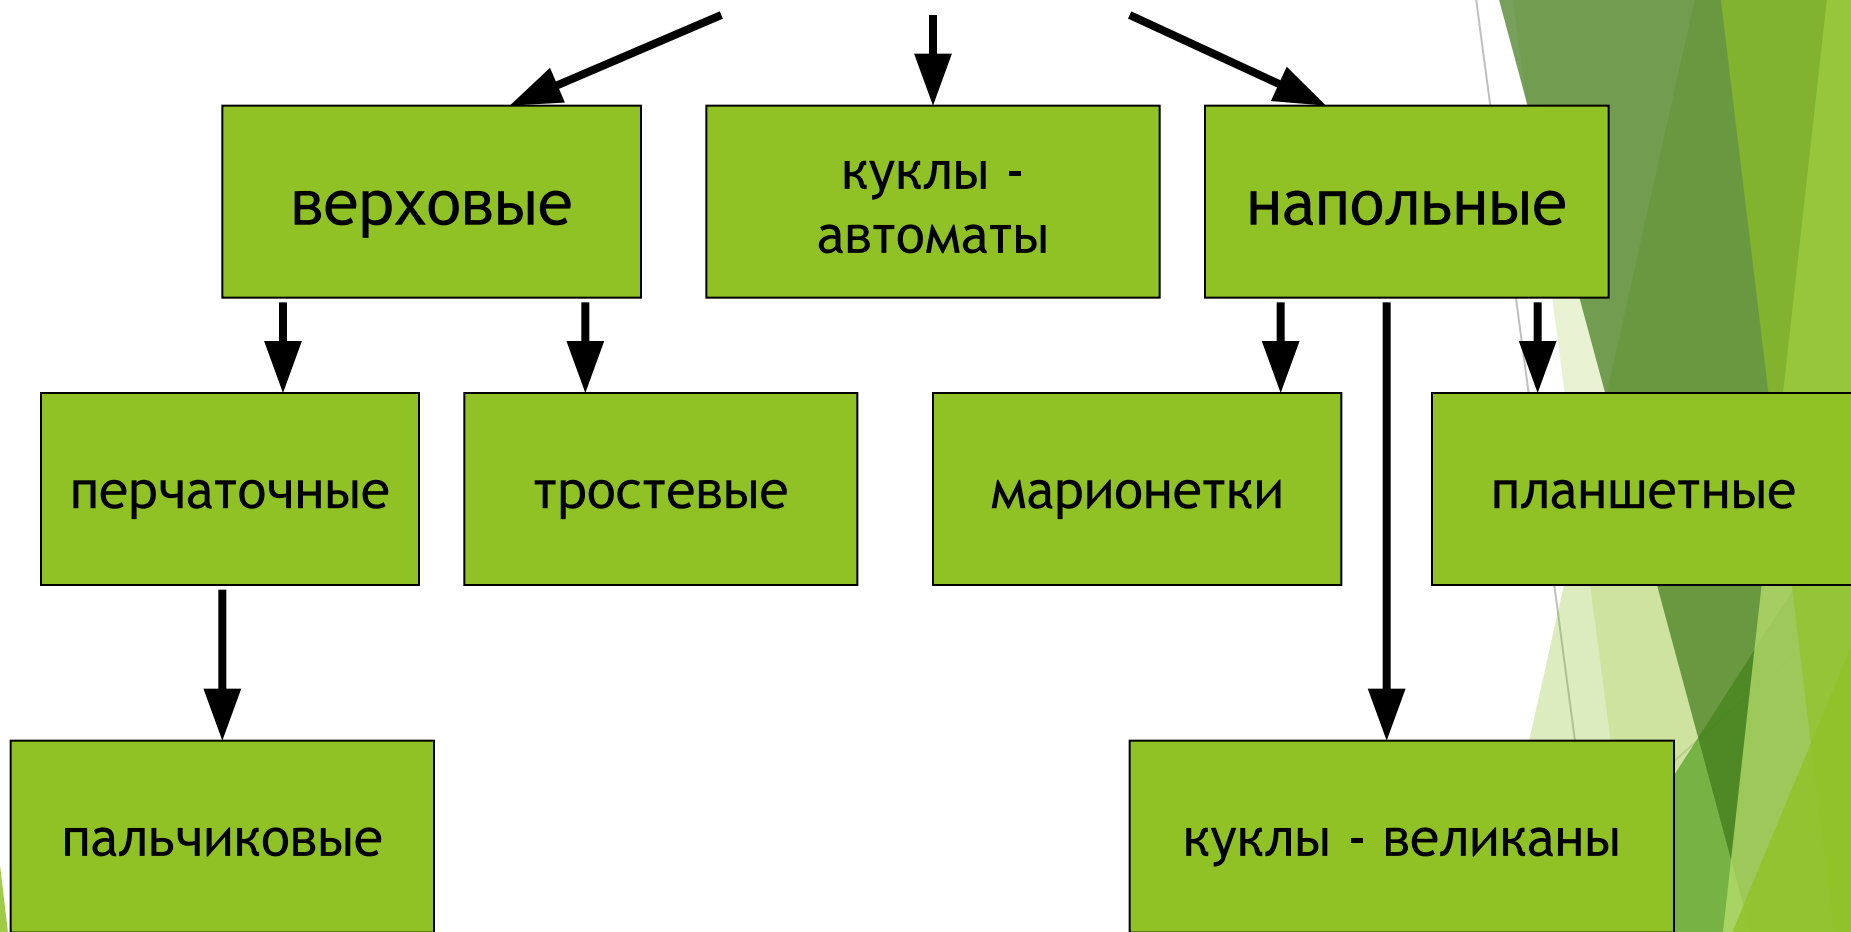 верховые
куклы -
автоматы
напольные
перчаточные
тростевые
марионетки
планшетные
пальчиковые
куклы - великаны